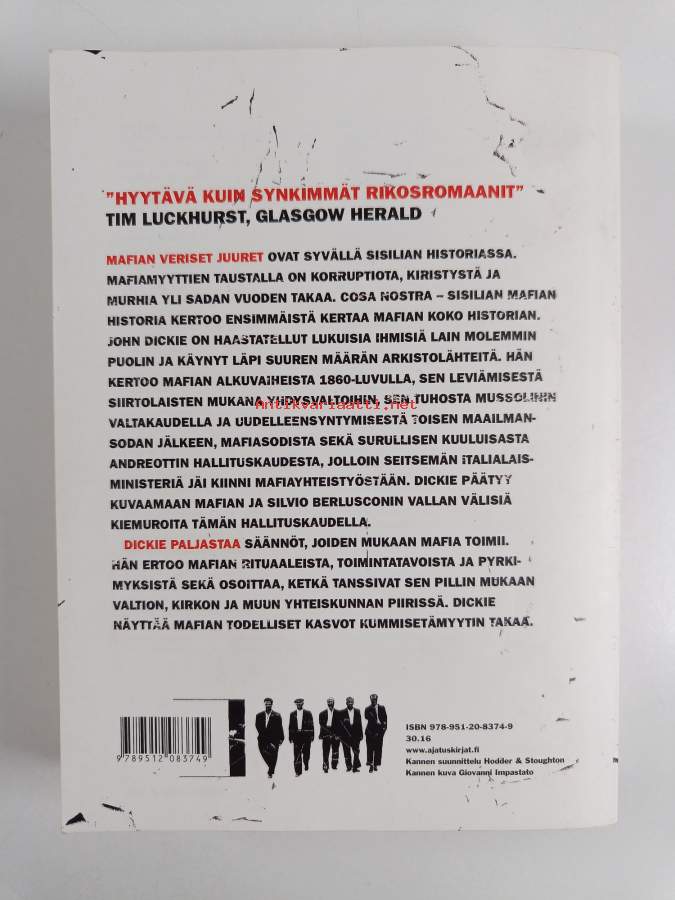 "HYYTÄVÄ KUIN SYNKIMMÄT RIKOSROMAANIT"
TIM LUCKHURST, GLASGOW HERALD
MAFIAN VERISET JUURET OVAT SYVÄLLÄ SISILIAN HISTORIASSA.
MAFIAMYYTTIEN TAUSTALLA ON KORRUPTIOTA, KIRISTYSTÄ JA
MURHIA YLI SADAN VUODEN TAKAA. COSA NOSTRA – SISILIAN MAFIAN
HISTORIA KERTOO ENSIMMÄISTÄ KERTAA MAFIAN KOKO HISTORIAN.
JOHN DICKIE ON HAASTATELLUT LUKUISIA IHMISIÄ LAIN MOLEMMIN
PUOLIN JA KÄYNYT LÄPI SUUREN MÄÄRÄN ARKISTOLÄHTEITÄ. HÄN
KERTOO MAFIAN ALKUVAIHEISTA 1860-LUVULLA, SEN LEVIÄMISESTÄ
SIIRTOLAISTEN MUKANA YHDYSVALTOIHIN, SEN TUHOSTA MUSSOLININ
Antikvariaatti.net
VALTAKAUDELLA JA UUDELLEENSYNTYMISESTÄ TOISEN MAAILMAN-
SODAN JÄLKEEN, MAFIASODISTA SEKÄ SURULLISEN KUULUISASTA
ANDREOTTIN HALLITUSKAUDESTA, JOLLOIN SEITSEMÄN ITALIALAIS-
MINISTERIÄ JÄI KIINNI MAFIAYHTEISTYÖSTÄÄN. DICKIE PÄÄTYY
KUVAAMAAN MAFIAN JA SILVIO BERLUSCONIN VALLAN VÄLISIÄ
KIEMUROITA TÄMÄN HALLITUSKAUDELLA.
DICKIE PALJASTAA SÄÄNNÖT, JOIDEN MUKAAN MAFIA TOIMII.
HÄN ERTOO MAFIAN RITUAALEISTA, TOIMINTATAVOISTA JA PYRKI-
MYKSISTÄ SEKÄ OSOITTAA, KETKÄ TANSSIVAT SEN PILLIN MUKAAN
VALTION, KIRKON JA MUUN YHTEISKUNNAN PIIRISSÄ. DICKIE
NÄYTTÄÄ MAFIAN TODELLISET KASVOT KUMMISETÄMYYTIN TAKAA.
ISBN 978-951-20-8374-9
30.16
www.ajatuskirjat.fi
Kannen suunnittelu Hodder & Stoughton
Kannen kuva Giovanni Impastato
9 789512 083749